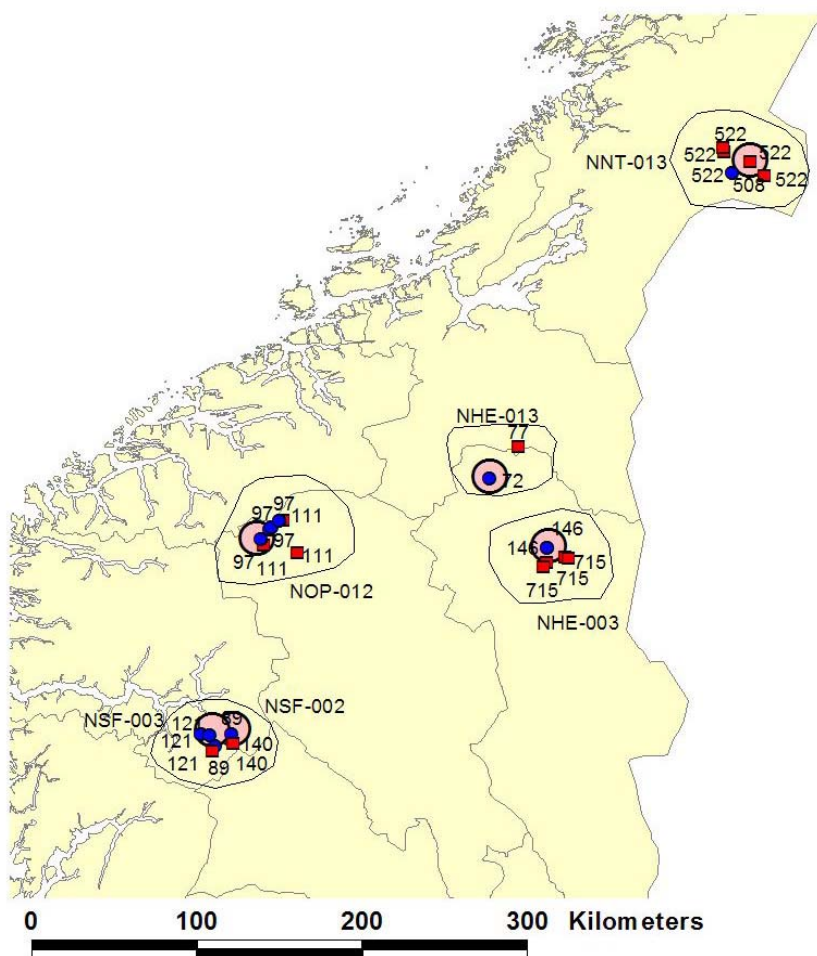 522
522 522
NNT-013
522 508 522
NHE-013
77
72
97 97 111
97 97
111 111
NOP-012
146
146
715
715
715
NHE-003
NSF-002
NSF-003 121 89
121 140
121 89 140
0 100 200 300 Kilometers